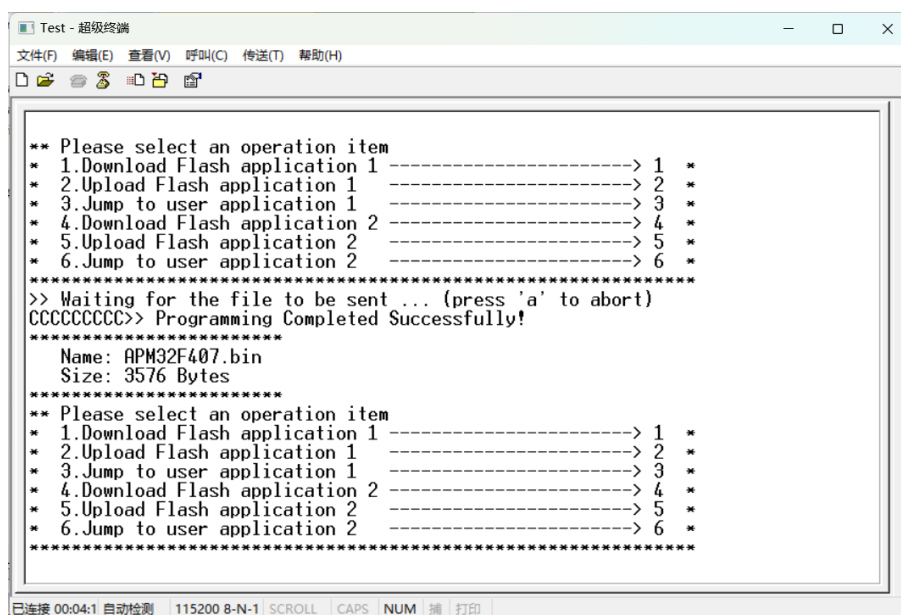 Test - 超级终端
文件(F) 编辑(E) 查看(V) 呼叫(C) 传送(T) 帮助(H)
** Please select an operation item
* 1.Download Flash application 1 -----------------------> 1 *
* 2.Upload Flash application 1 -----------------------> 2 *
* 3.Jump to user application 1 -----------------------> 3 *
* 4.Download Flash application 2 -----------------------> 4 *
* 5.Upload Flash application 2 -----------------------> 5 *
* 6.Jump to user application 2 -----------------------> 6 *
***************************************************************
>> Waiting for the file to be sent ... (press 'a' to abort)
CCCCCCCCC>> Programming Completed Successfully!
************************
Name: APM32F407.bin
Size: 3576 Bytes
************************
** Please select an operation item
* 1.Download Flash application 1 -----------------------> 1 *
* 2.Upload Flash application 1 -----------------------> 2 *
* 3.Jump to user application 1 -----------------------> 3 *
* 4.Download Flash application 2 -----------------------> 4 *
* 5.Upload Flash application 2 -----------------------> 5 *
* 6.Jump to user application 2 -----------------------> 6 *
***************************************************************
已连接 00:04:1 自动检测 115200 8-N-1 SCROLL CAPS NUM 捕 打印